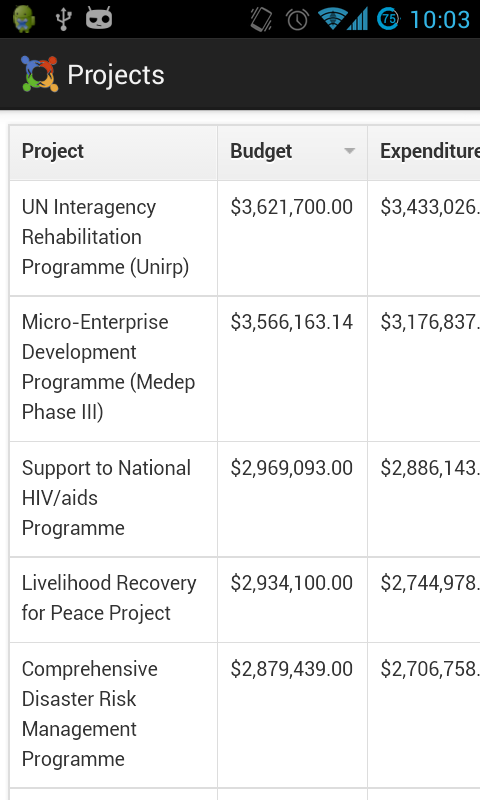 75 10:03
Projects
Project Budget Expenditure
UN Interagency $3,621,700.00 $3,433,026.
Rehabilitation
Programme (Unirp)
Micro-Enterprise $3,566,163.14 $3,176,837.
Development
Programme (Medep
Phase III)
Support to National $2,969,093.00 $2,886,143.
HIV/aids
Programme
Livelihood Recovery $2,934,100.00 $2,744,978.
for Peace Project
Comprehensive $2,879,439.00 $2,706,758.
Disaster Risk
Management
Programme